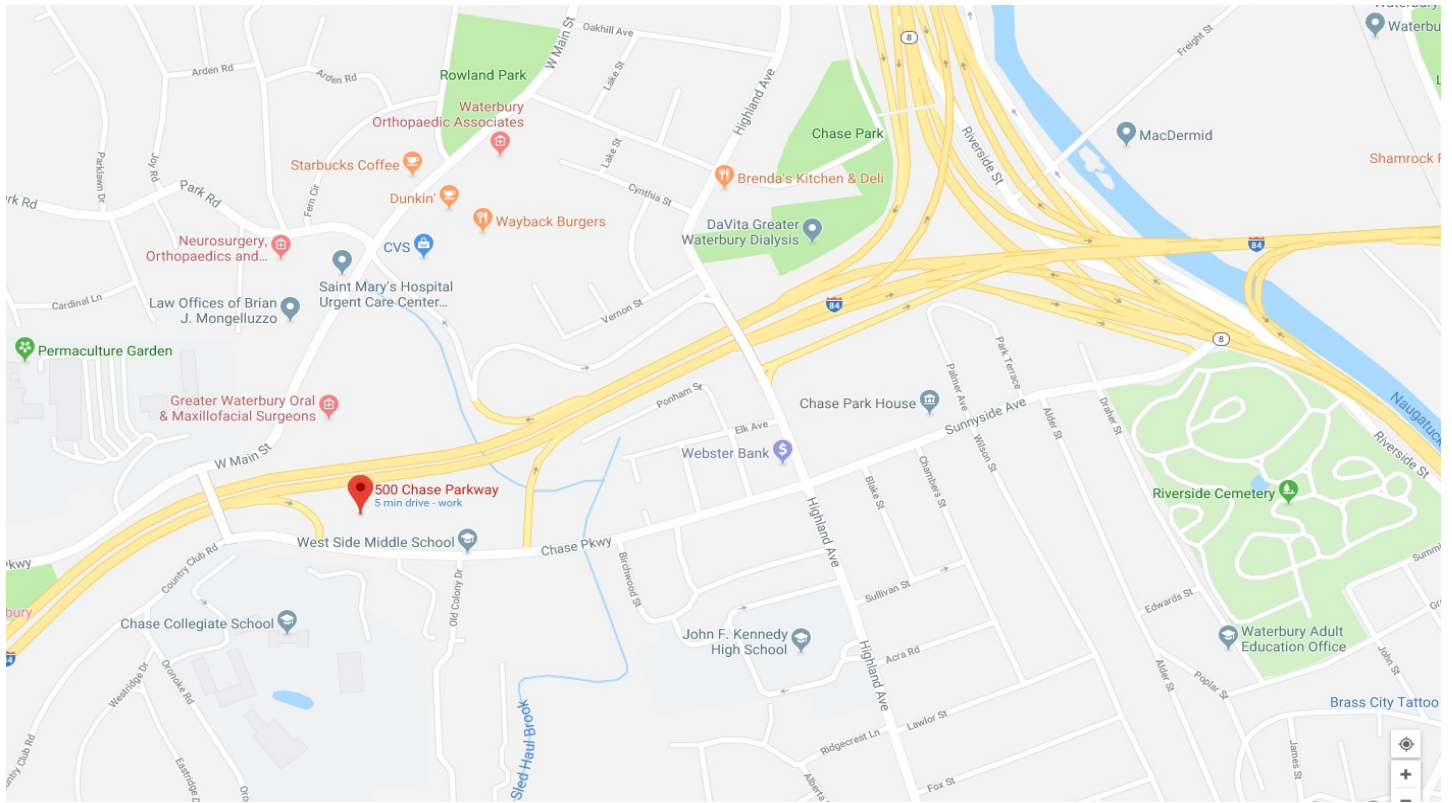 Oakhill Ave
W Main St
8
Freight St
Waterbu
Arden Rd
Arden Rd
Rowland Park
Lake St
Highland Ave
Waterbury
Orthopaedic Associates
Chase Park
Riverside St
MacDermid
Shamrock
Joy Rd
Parklawn Dr
Starbucks Coffee
Lake St
Brenda's Kitchen & Deli
Park Rd
ark Rd
Fern Cir
Dunkin'
Cynthia St
Wayback Burgers
DaVita Greater
Waterbury Dialysis
Neurosurgery,
Orthopaedics and...
CVS
84
Saint Mary's Hospital
Urgent Care Center...
Cardinal Ln
Law Offices of Brian
J. Mongelluzzo
Vernon St
84
8
Permaculture Garden
Park Terrace
Palmer Ave
Ponham St
Greater Waterbury Oral
& Maxillofacial Surgeons
Chase Park House
Sunnyside Ave
Alder St
Draher St
Naugatuck
Riverside St
Elk Ave
Webster Bank
Wilson St
W Main St
Blake St
Chambers St
500 Chase Parkway
5 min drive - work
Riverside Cemetery
Highland Ave
West Side Middle School
Chase Pkwy
Pkwy
Country Club Rd
Birchwood St
Old Colony Dr
Sullivan St
Edwards St
bury
Chase Collegiate School
John F. Kennedy
High School
Waterbury Adult
Education Office
Acra Rd
Highland Ave
John St
Alder St
Poplar St
Westridge Dr
Oronoke Rd
Brass City Tattoo
Sled Haul Brook
Lawlor St
Ridgecrest Ln
James St
Eastridge D
Fox St
Alberta